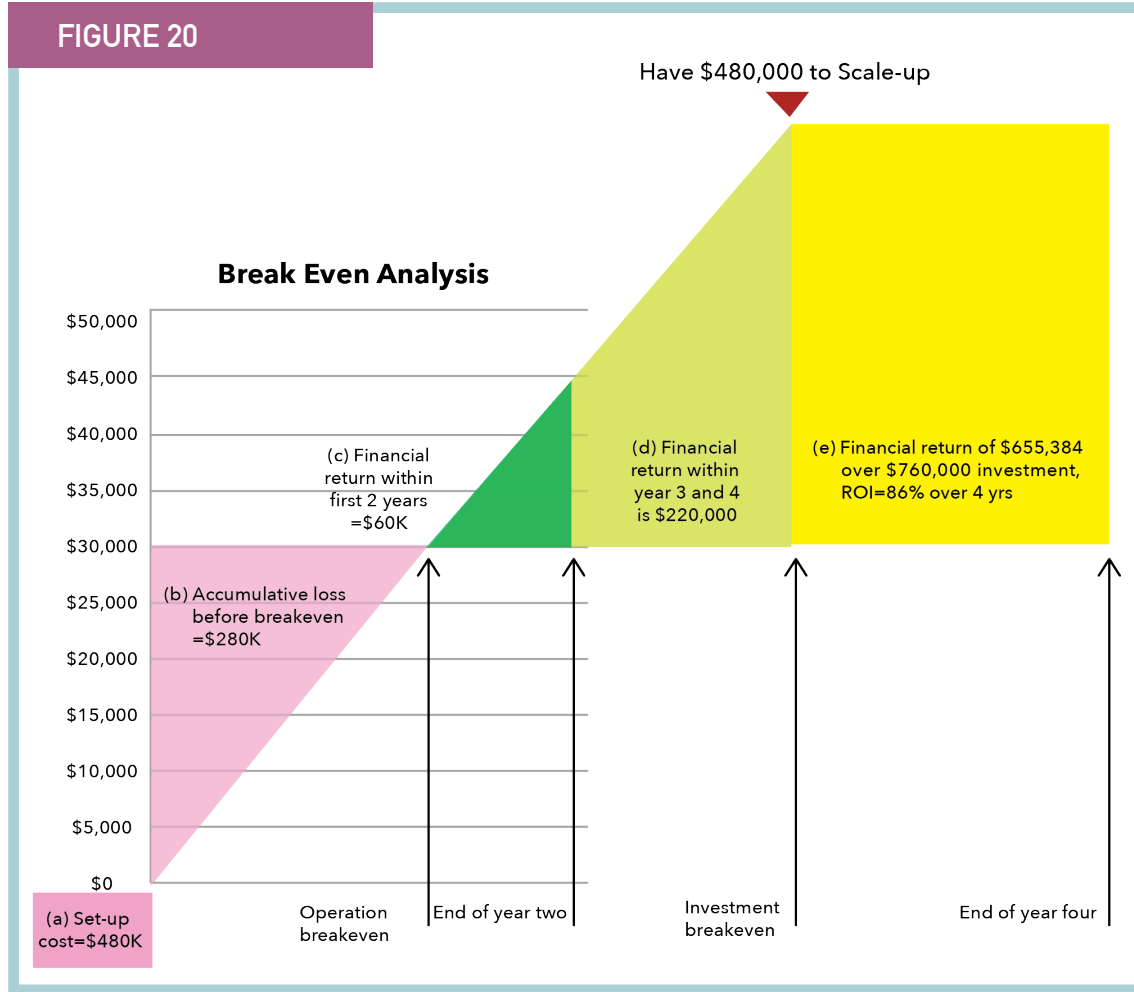 FIGURE 20
Have $480,000 to Scale-up
Break Even Analysis
$50,000
$45,000
$40,000
$35,000
$30,000
$25,000
$20,000
$15,000
$10,000
$5,000
$0
(c) Financial
return within
first 2 years
=$60K
(d) Financial
return within
year 3 and 4
is $220,000
(e) Financial return of $655,384
over $760,000 investment,
ROI=86% over 4 yrs
(b) Accumulative loss
before breakeven
=$280K
(a) Set-up
cost=$480K
Operation
breakeven
End of year two
Investment
breakeven
End of year four